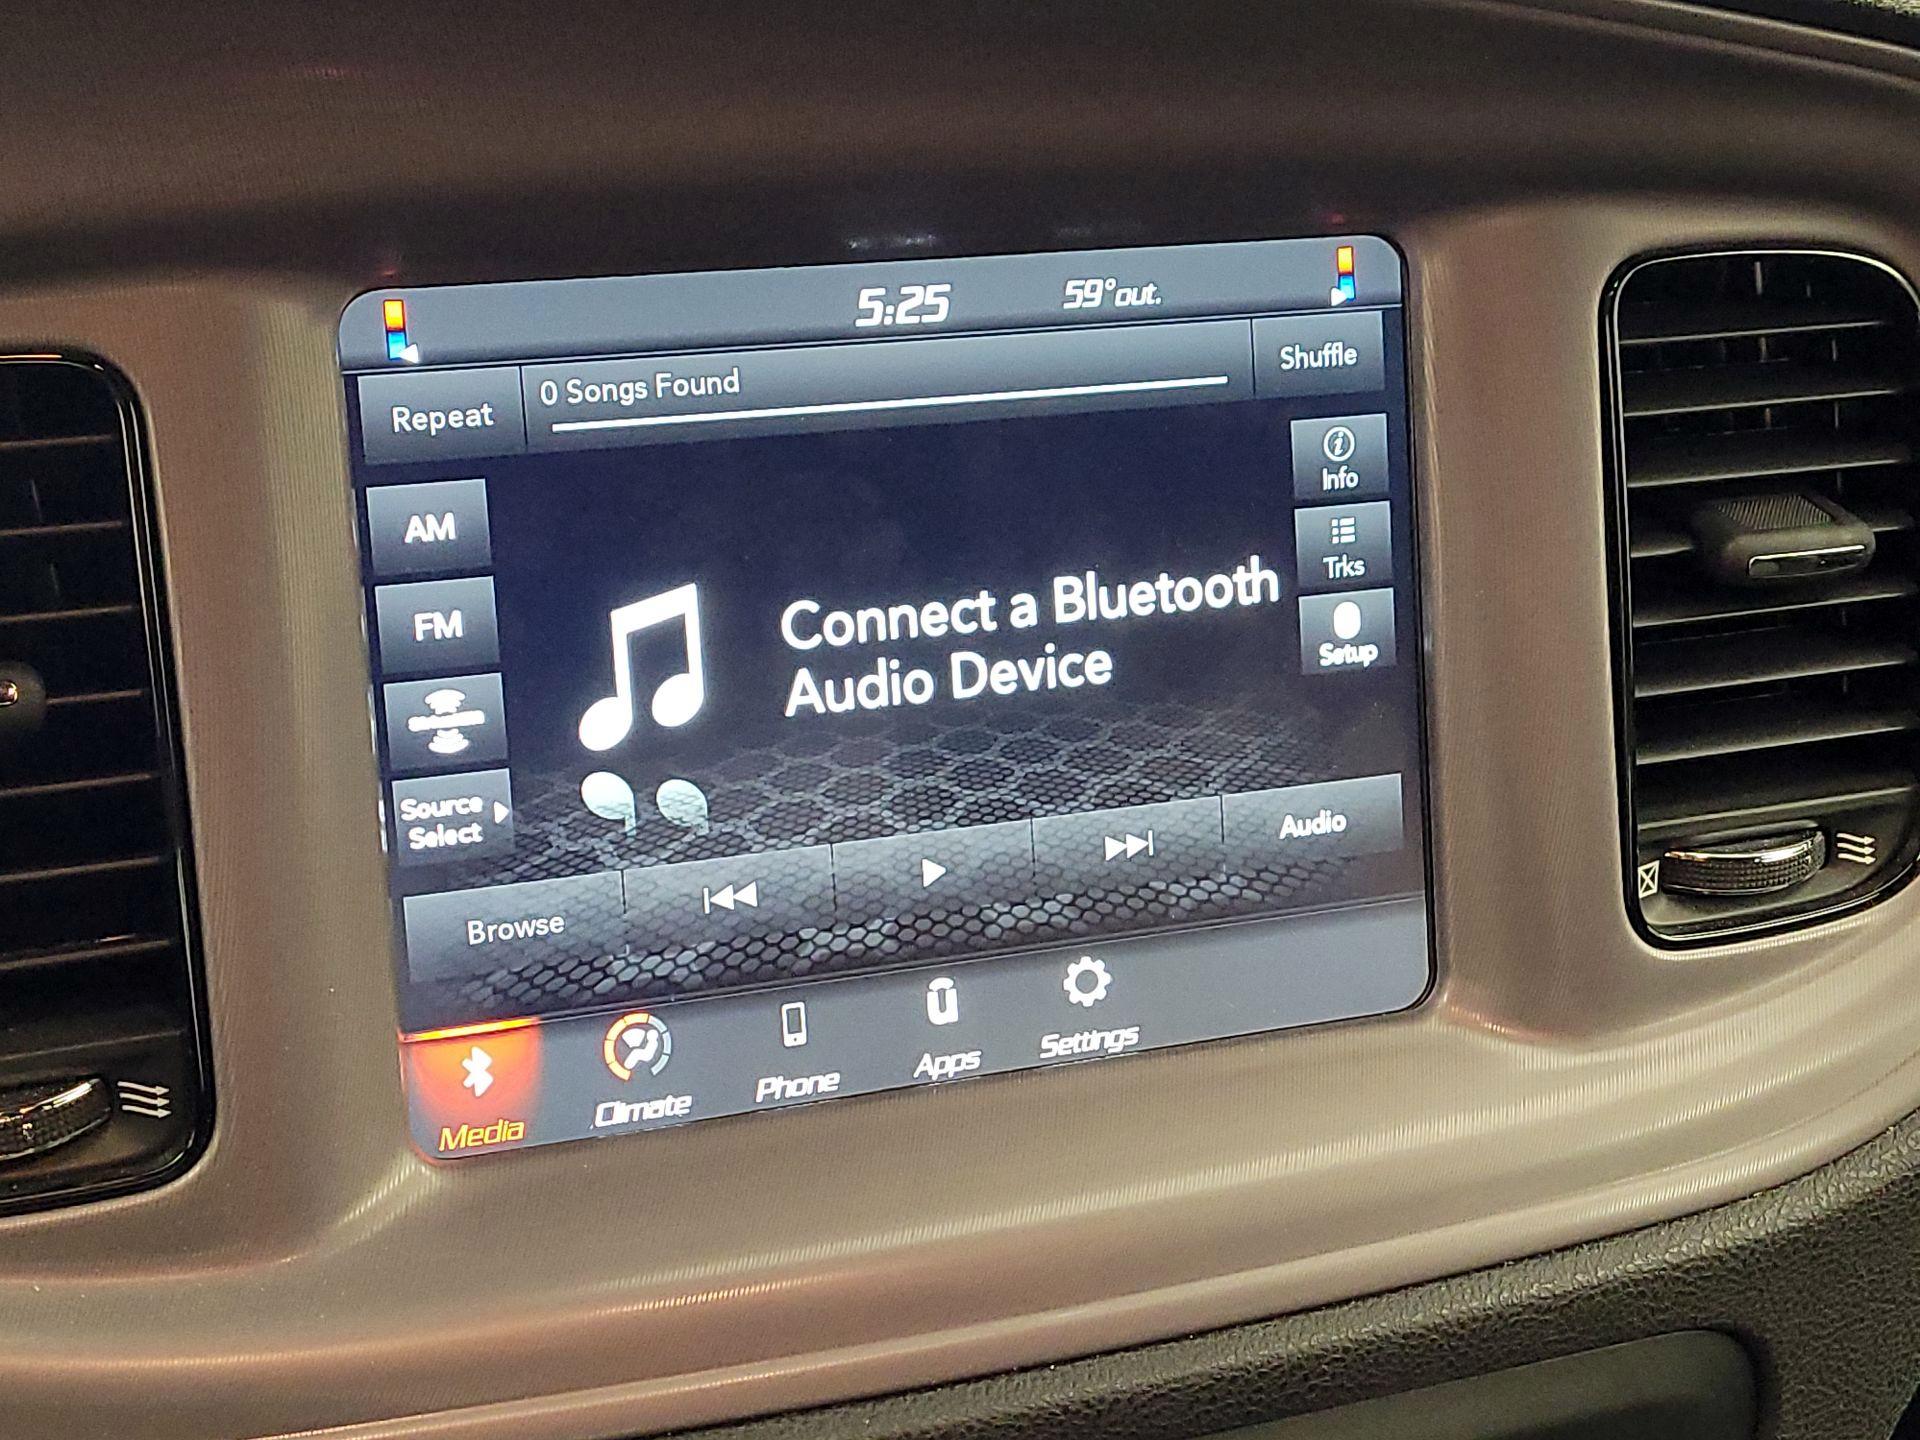 5:25
59° out.
Repeat
0 Songs Found
Shuffle
AM
FM
Source
Select
Connect a Bluetooth
Audio Device
Info
Trks
Setup
Browse
Audio
Media
Climate
Phone
Apps
Settings